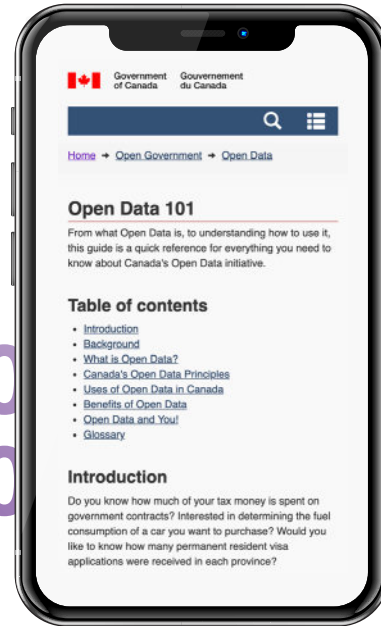 Government Gouvernement
of Canada du Canada
Home → Open Government → Open Data
Open Data 101
From what Open Data is, to understanding how to use it,
this guide is a quick reference for everything you need to
know about Canada's Open Data initiative.
Table of contents
• Introduction
• Background
• What is Open Data?
• Canada's Open Data Principles
• Uses of Open Data in Canada
• Benefits of Open Data
• Open Data and You!
• Glossary
Introduction
Do you know how much of your tax money is spent on
government contracts? Interested in determining the fuel
consumption of a car you want to purchase? Would you
like to know how many permanent resident visa
applications were received in each province?